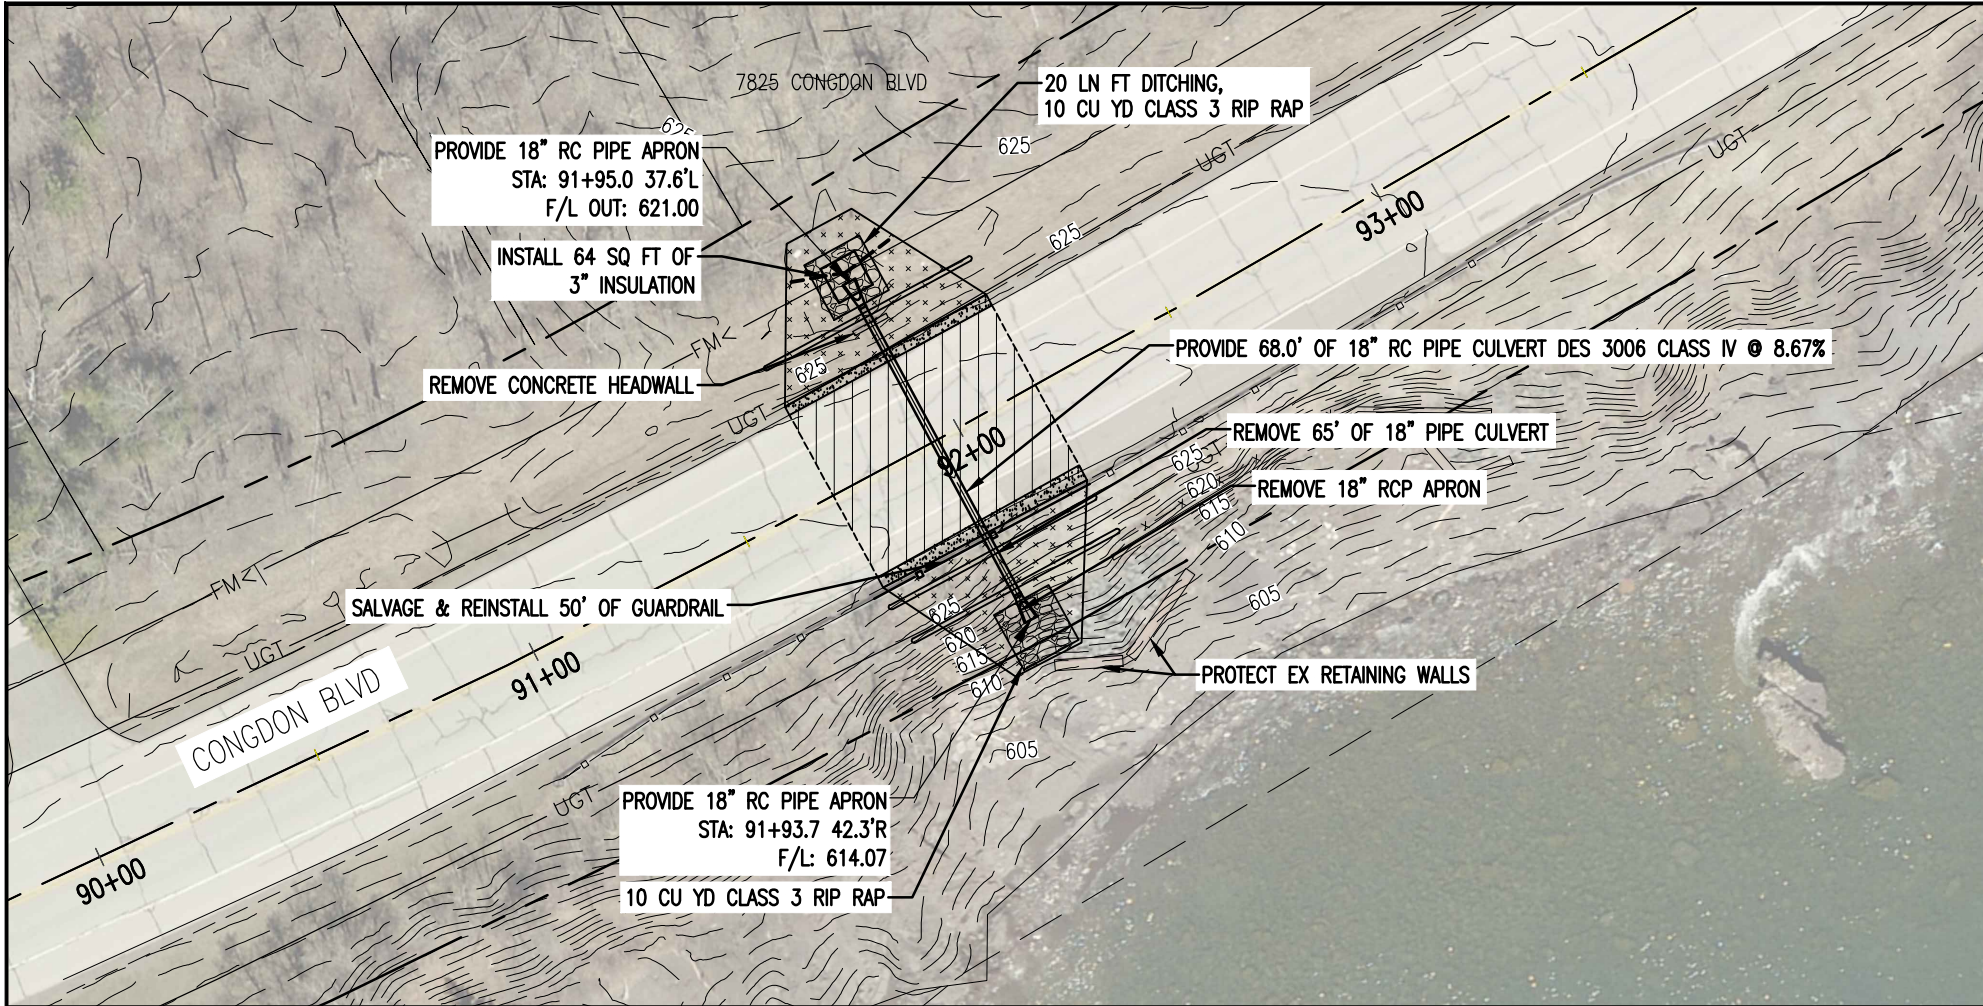 7825 CONGDON BLVD
20 LN FT DITCHING,
10 CU YD CLASS 3 RIP RAP
PROVIDE 18" RC PIPE APRON
STA: 91+95.0 37.6'L
F/L OUT: 621.00
INSTALL 64 SQ FT OF
3" INSULATION
REMOVE CONCRETE HEADWALL
625
625
625
625
UGT
UGT
93+00
FM<
UGT
PROVIDE 68.0' OF 18" RC PIPE CULVERT DES 3006 CLASS IV @ 8.67%
92+00
REMOVE 65' OF 18" PIPE CULVERT
625
UGT
620
REMOVE 18" RCP APRON
615
610
FM<
SALVAGE & REINSTALL 50' OF GUARDRAIL
625
605
620
615
610
UGT
PROTECT EX RETAINING WALLS
91+00
CONGDON BLVD
605
UGT
PROVIDE 18" RC PIPE APRON
STA: 91+93.7 42.3'R
F/L: 614.07
10 CU YD CLASS 3 RIP RAP
90+00